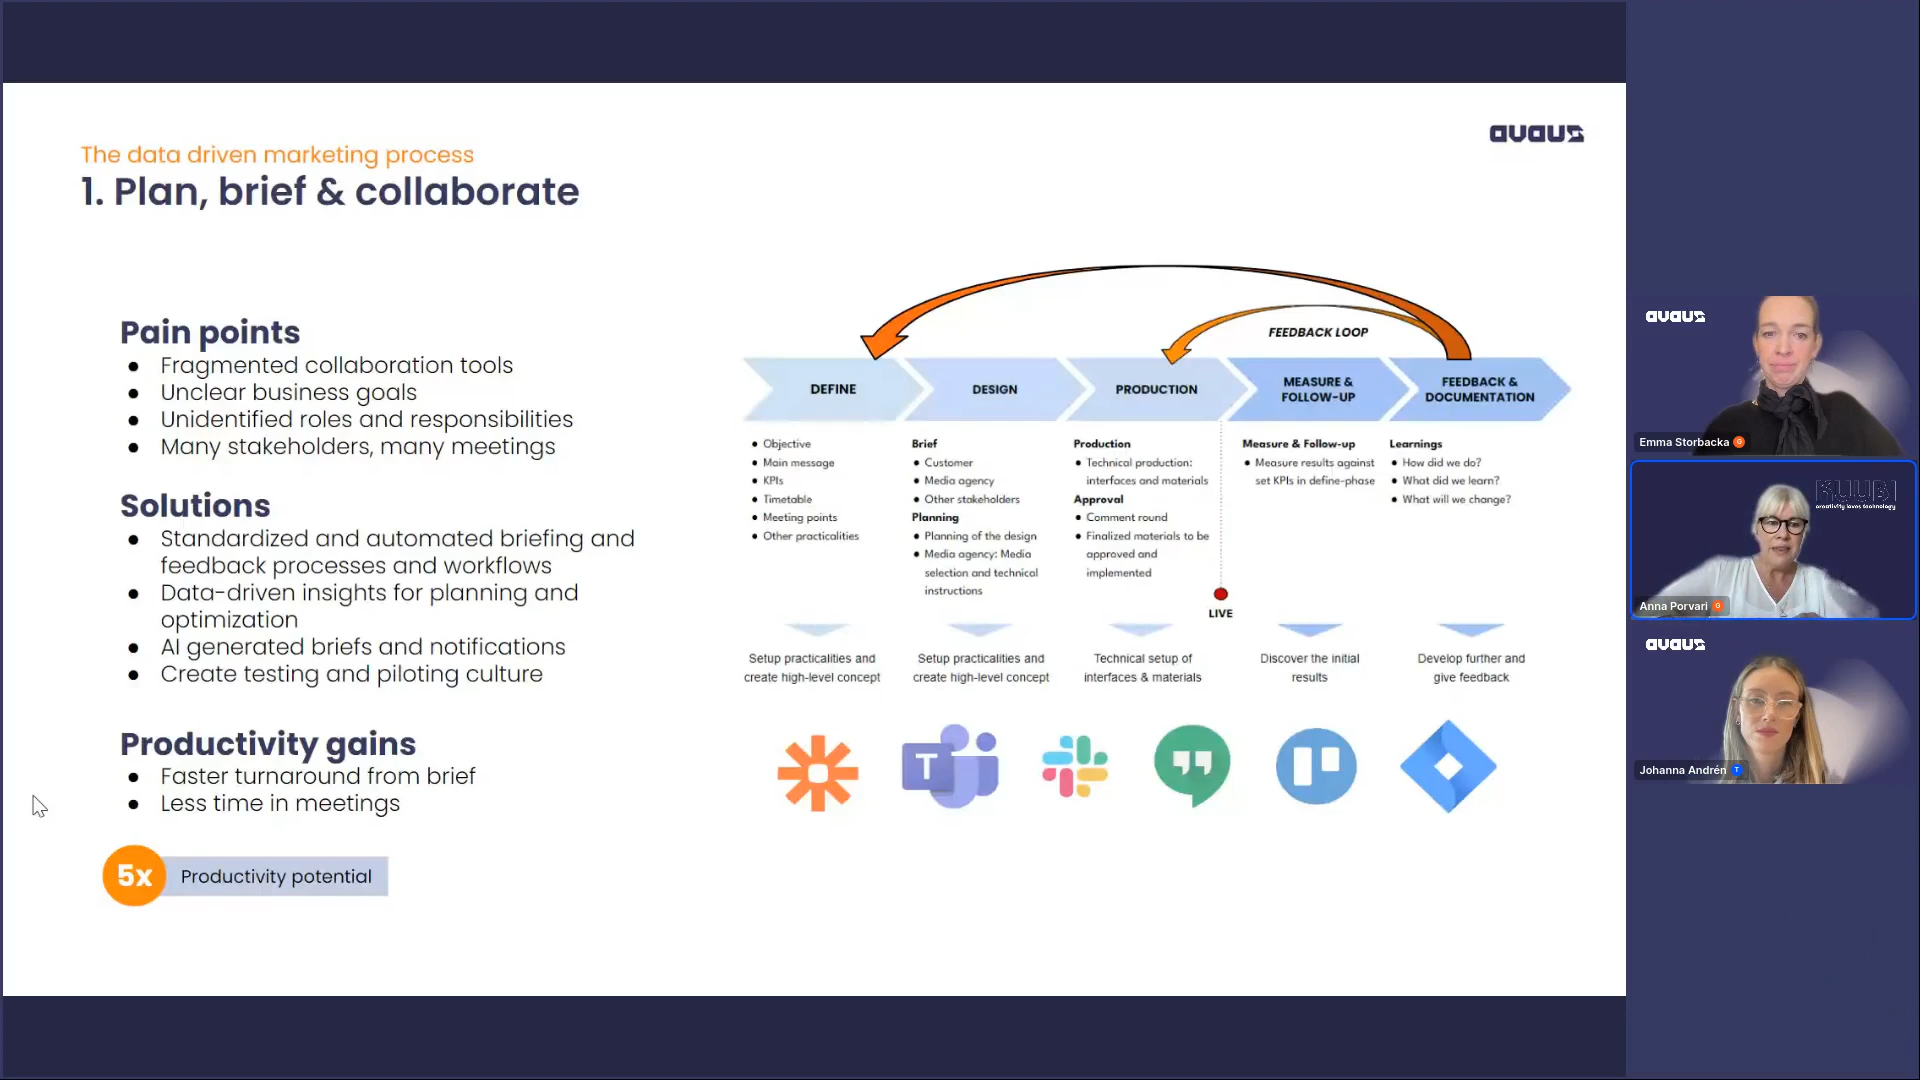 avaus
The data driven marketing process
1. Plan, brief & collaborate
Pain points
● Fragmented collaboration tools
● Unclear business goals
● Unidentified roles and responsibilities
● Many stakeholders, many meetings
Solutions
● Standardized and automated briefing and
feedback processes and workflows
● Data-driven insights for planning and
optimization
● AI generated briefs and notifications
● Create testing and piloting culture
Productivity gains
● Faster turnaround from brief
● Less time in meetings
5x Productivity potential
FEEDBACK LOOP
DEFINE
● Objective
● Main message
● KPIs
● Timetable
● Meeting points
● Other practicalities
Setup practicalities and
create high-level concept
DESIGN
Brief
● Customer
● Media agency
● Other stakeholders
Planning
● Planning of the design
● Media agency: Media
selection and technical
instructions
Setup practicalities and
create high-level concept
PRODUCTION
Production
● Technical production:
interfaces and materials
Approval
● Comment round
● Finalized materials to be
approved and
implemented
LIVE
Technical setup of
interfaces & materials
MEASURE &
FOLLOW-UP
Measure & Follow-up
● Measure results against
set KPIs in define-phase
Discover the initial
results
FEEDBACK &
DOCUMENTATION
Learnings
● How did we do?
● What did we learn?
● What will we change?
Develop further and
give feedback
T
avaus
Emma Storbacka G
KUUBI
creativity loves technology
Anna Porvari G
avaus
Johanna Andrén T